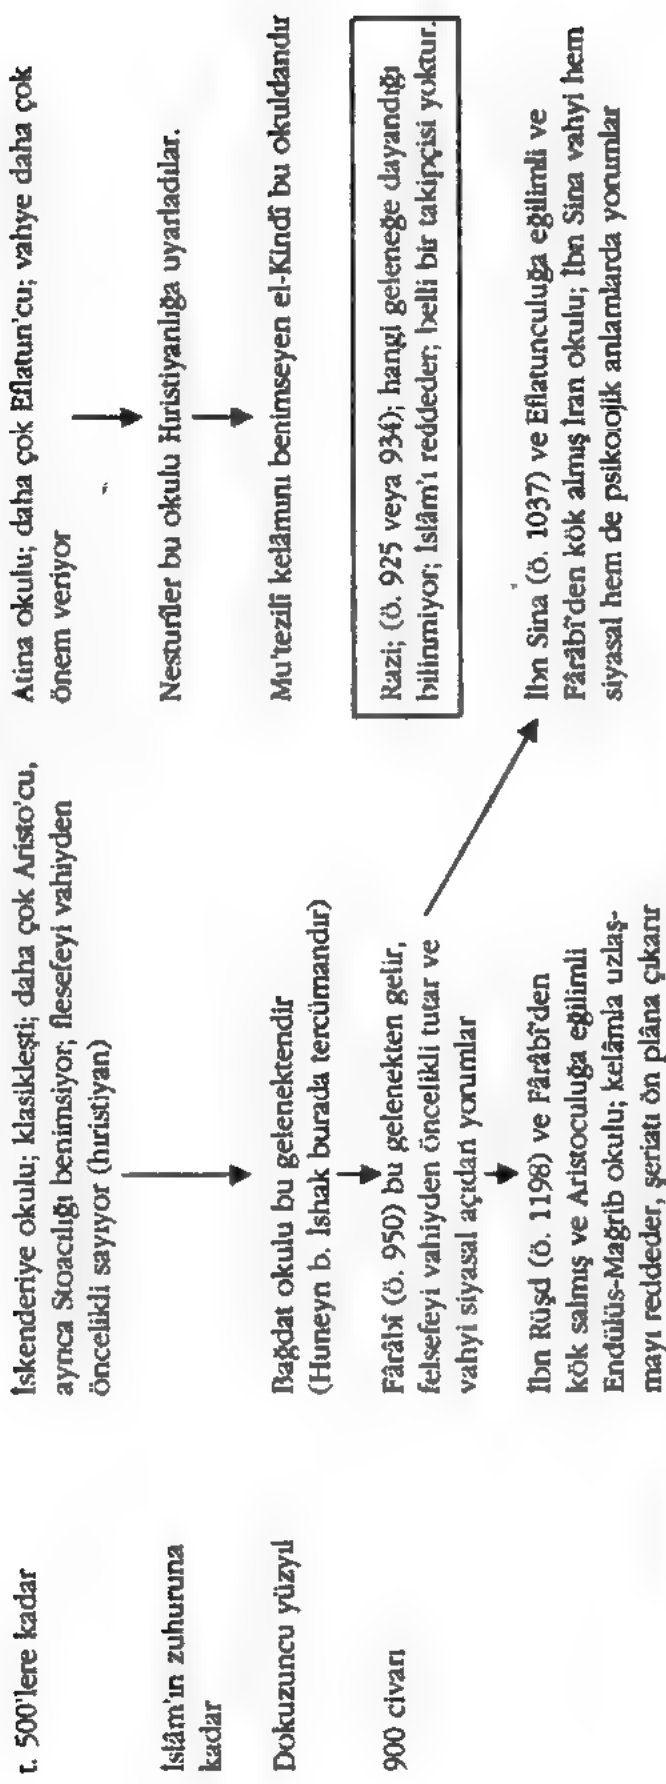 t. 500'lere kadar
İskenderiye okulu; klasikleşti; daha çok Aristo'cu,
ayrıca Stoacılığı benimsiyor; flesefeyi vahiyden
öncelikli sayıyor (hıristiyan)
Atina okulu; daha çok Eflatun'cu; vahye daha çok
önem veriyor
İslâm'ın zuhuruna
kadar
Nesturîler bu okulu Hıristiyanlığa uyarladılar.
Dokuzuncu yüzyıl
Bağdat okulu bu gelenektendir
(Huneyn b. İshak burada tercümandır)
Mu'tezilî kelâmını benimseyen el-Kindî bu okuldandır
900 civarı
Fârâbî (ö. 950) bu gelenekten gelir,
felsefeyi vahiyden öncelikli tutar ve
vahyi siyasal açıdan yorumlar
Razi; (ö. 925 veya 934); hangi geleneğe dayandığı
bilinmiyor; İslâm'ı reddeder; belli bir takipçisi yoktur.
İbn Rüşd (ö. 1198) ve Fârâbî'den
kök salmış ve Aristoculuğa eğilimli
Endülüs-Mağrib okulu; kelâmla uzlaş-
mayı reddeder, şeriatı ön plâna çıkarır
İbn Sina (ö. 1037) ve Eflatunculuğa eğilimli ve
Fârâbî'den kök almış İran okulu; İbn Sina vahyi hem
siyasal hem de psikolojik anlamlarda yorumlar